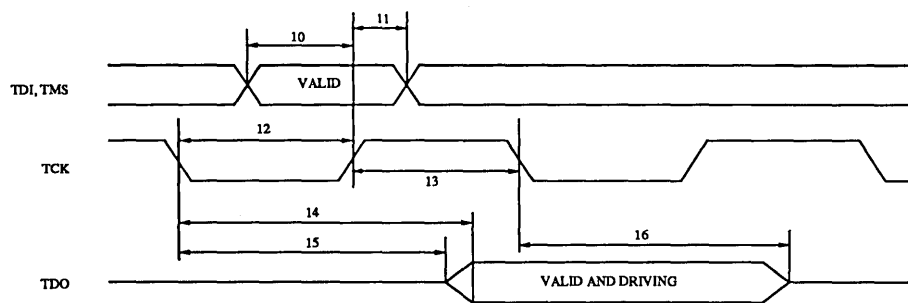 11
10
TDI, TMS
VALID
12
TCK
13
14
15
16
TDO
VALID AND DRIVING